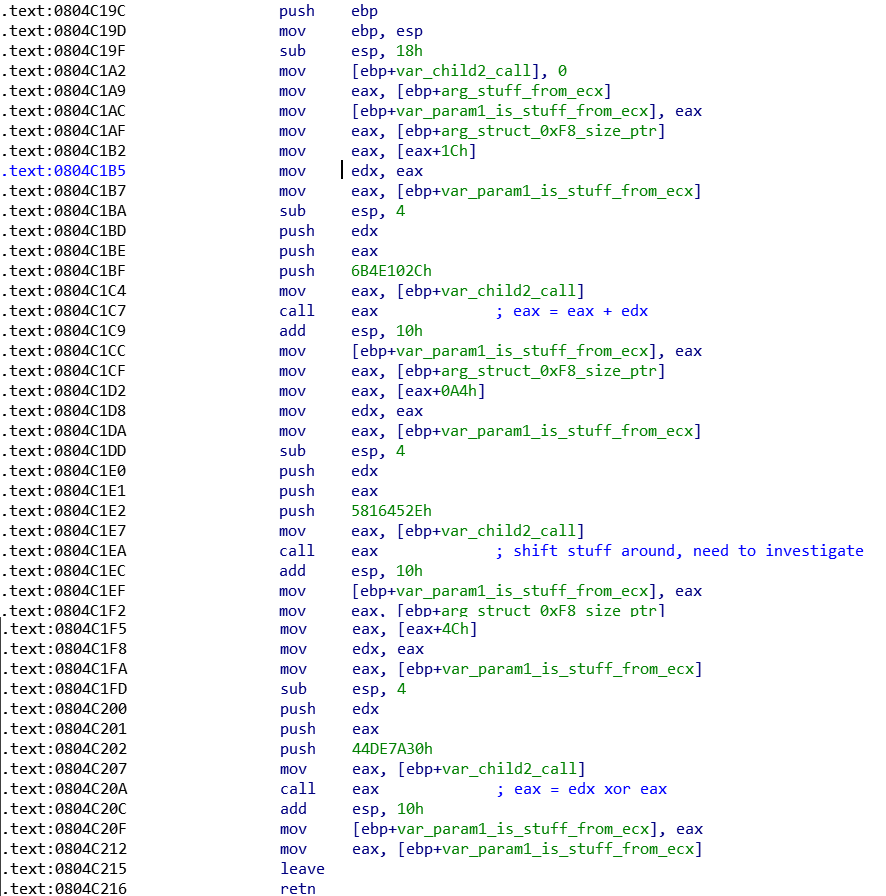 .text:0804C19C push ebp
.text:0804C19D mov ebp, esp
.text:0804C19F sub esp, 18h
.text:0804C1A2 mov [ebp+var_child2_call], 0
.text:0804C1A9 mov eax, [ebp+arg_stuff_from_ecx]
.text:0804C1AC mov [ebp+var_param1_is_stuff_from_ecx], eax
.text:0804C1AF mov eax, [ebp+arg_struct_0xF8_size_ptr]
.text:0804C1B2 mov eax, [eax+1Ch]
.text:0804C1B5 mov edx, eax
.text:0804C1B7 mov eax, [ebp+var_param1_is_stuff_from_ecx]
.text:0804C1BA sub esp, 4
.text:0804C1BD push edx
.text:0804C1BE push eax
.text:0804C1BF push 6B4E102Ch
.text:0804C1C4 mov eax, [ebp+var_child2_call]
.text:0804C1C7 call eax ; eax = eax + edx
.text:0804C1C9 add esp, 10h
.text:0804C1CC mov [ebp+var_param1_is_stuff_from_ecx], eax
.text:0804C1CF mov eax, [ebp+arg_struct_0xF8_size_ptr]
.text:0804C1D2 mov eax, [eax+0A4h]
.text:0804C1D8 mov edx, eax
.text:0804C1DA mov eax, [ebp+var_param1_is_stuff_from_ecx]
.text:0804C1DD sub esp, 4
.text:0804C1E0 push edx
.text:0804C1E1 push eax
.text:0804C1E2 push 5816452Eh
.text:0804C1E7 mov eax, [ebp+var_child2_call]
.text:0804C1EA call eax ; shift stuff around, need to investigate
.text:0804C1EC add esp, 10h
.text:0804C1EF mov [ebp+var_param1_is_stuff_from_ecx], eax
.text:0804C1F2 mov eax, [ebp+arg_struct_0xF8_size_ptr]
.text:0804C1F5 mov eax, [eax+4Ch]
.text:0804C1F8 mov edx, eax
.text:0804C1FA mov eax, [ebp+var_param1_is_stuff_from_ecx]
.text:0804C1FD sub esp, 4
.text:0804C200 push edx
.text:0804C201 push eax
.text:0804C202 push 44DE7A30h
.text:0804C207 mov eax, [ebp+var_child2_call]
.text:0804C20A call eax ; eax = edx xor eax
.text:0804C20C add esp, 10h
.text:0804C20F mov [ebp+var_param1_is_stuff_from_ecx], eax
.text:0804C212 mov eax, [ebp+var_param1_is_stuff_from_ecx]
.text:0804C215 leave
.text:0804C216 retn